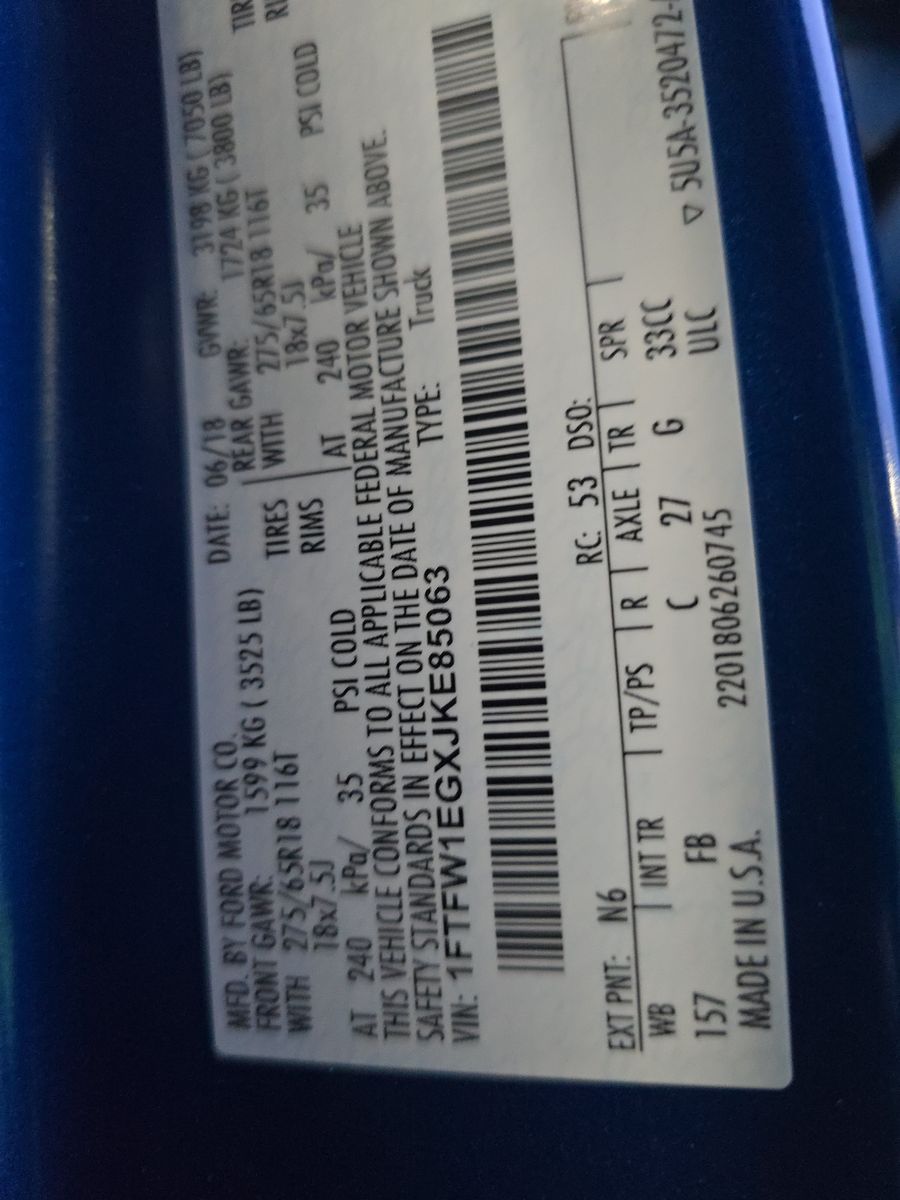 MFD. BY FORD MOTOR CO. DATE: 06/18 GVWR: 3198 KG ( 7050 LB)
FRONT GAWR: 1599 KG ( 3525 LB) REAR GAWR: 1724 KG ( 3800 LB)
WITH 275/65R18 116T TIRES WITH 275/65R18 116T TIR
18x7.5J RIMS 18x7.5J RI
AT 240 kPa/ 35 PSI COLD AT 240 kPa/ 35 PSI COLD
THIS VEHICLE CONFORMS TO ALL APPLICABLE FEDERAL MOTOR VEHICLE
SAFETY STANDARDS IN EFFECT ON THE DATE OF MANUFACTURE SHOWN ABOVE.
VIN: 1FTFW1EGXJKE85063 TYPE: Truck
EXT PNT: N6 RC: 53 DSO:
WB INT TR TP/PS R AXLE TR SPR
157 FB C 27 G 33CC
MADE IN U.S.A. 2201806260745 ULC ▽ 5U5A-3520472-